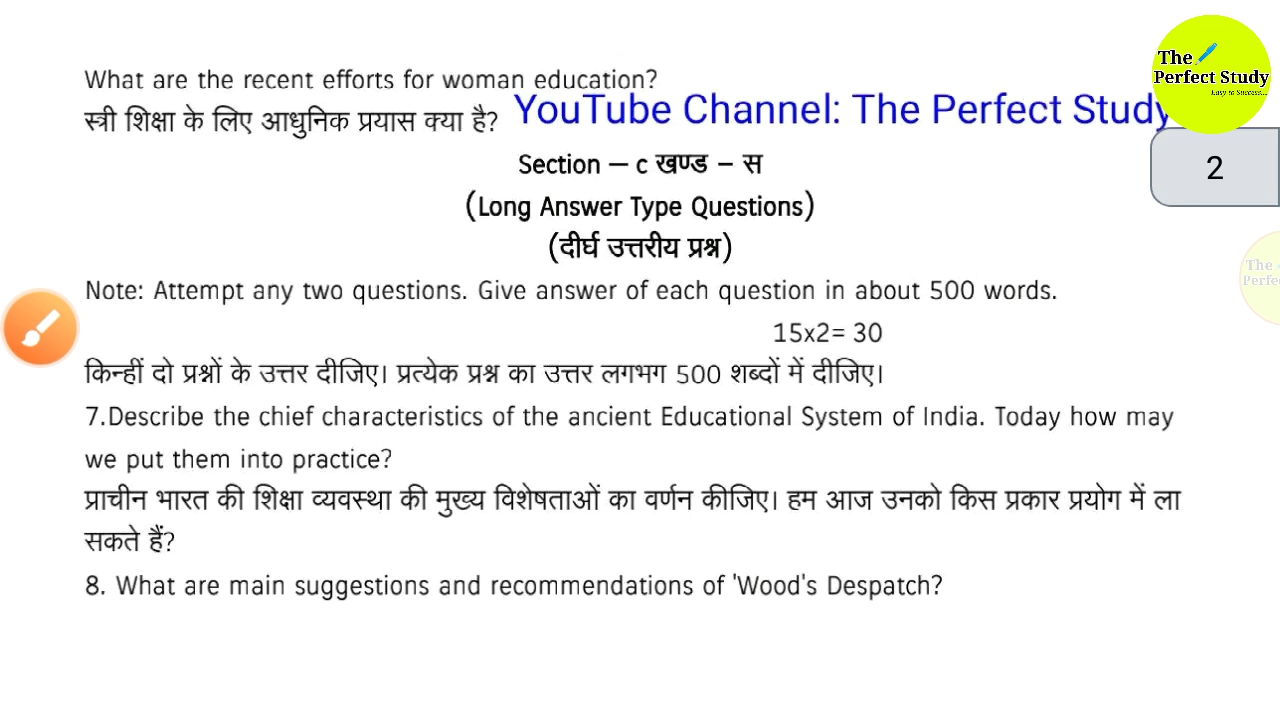 What are the recent efforts for woman education?
स्त्री शिक्षा के लिए आधुनिक प्रयास क्या है?
YouTube Channel: The Perfect Study
The
Perfect Study
Easy to Success...
2
Section – c खण्ड – स
(Long Answer Type Questions)
(दीर्घ उत्तरीय प्रश्न)
Note: Attempt any two questions. Give answer of each question in about 500 words.
The
Perfe
15x2= 30
किन्हीं दो प्रश्नों के उत्तर दीजिए। प्रत्येक प्रश्न का उत्तर लगभग 500 शब्दों में दीजिए।
7.Describe the chief characteristics of the ancient Educational System of India. Today how may
we put them into practice?
प्राचीन भारत की शिक्षा व्यवस्था की मुख्य विशेषताओं का वर्णन कीजिए। हम आज उनको किस प्रकार प्रयोग में ला
सकते हैं?
8. What are main suggestions and recommendations of 'Wood's Despatch?